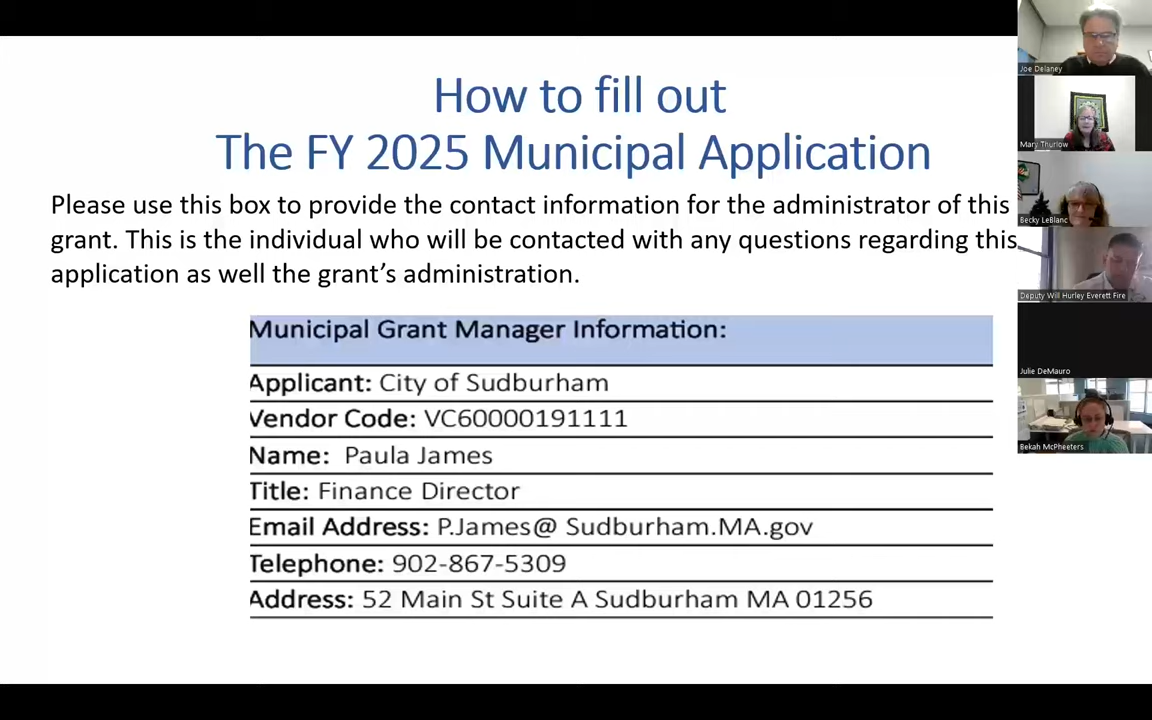 How to fill out
The FY 2025 Municipal Application
Please use this box to provide the contact information for the administrator of this
grant. This is the individual who will be contacted with any questions regarding this
application as well the grant’s administration.
Municipal Grant Manager Information:
Applicant: City of Sudburham
Vendor Code: VC60000191111
Name: Paula James
Title: Finance Director
Email Address: P.James@ Sudburham.MA.gov
Telephone: 902-867-5309
Address: 52 Main St Suite A Sudburham MA 01256
Joe Delaney
Mary Thurlow
Becky LeBlanc
Deputy Will Hurley Everett Fire
Julie DeMauro
Bekah McPheeters